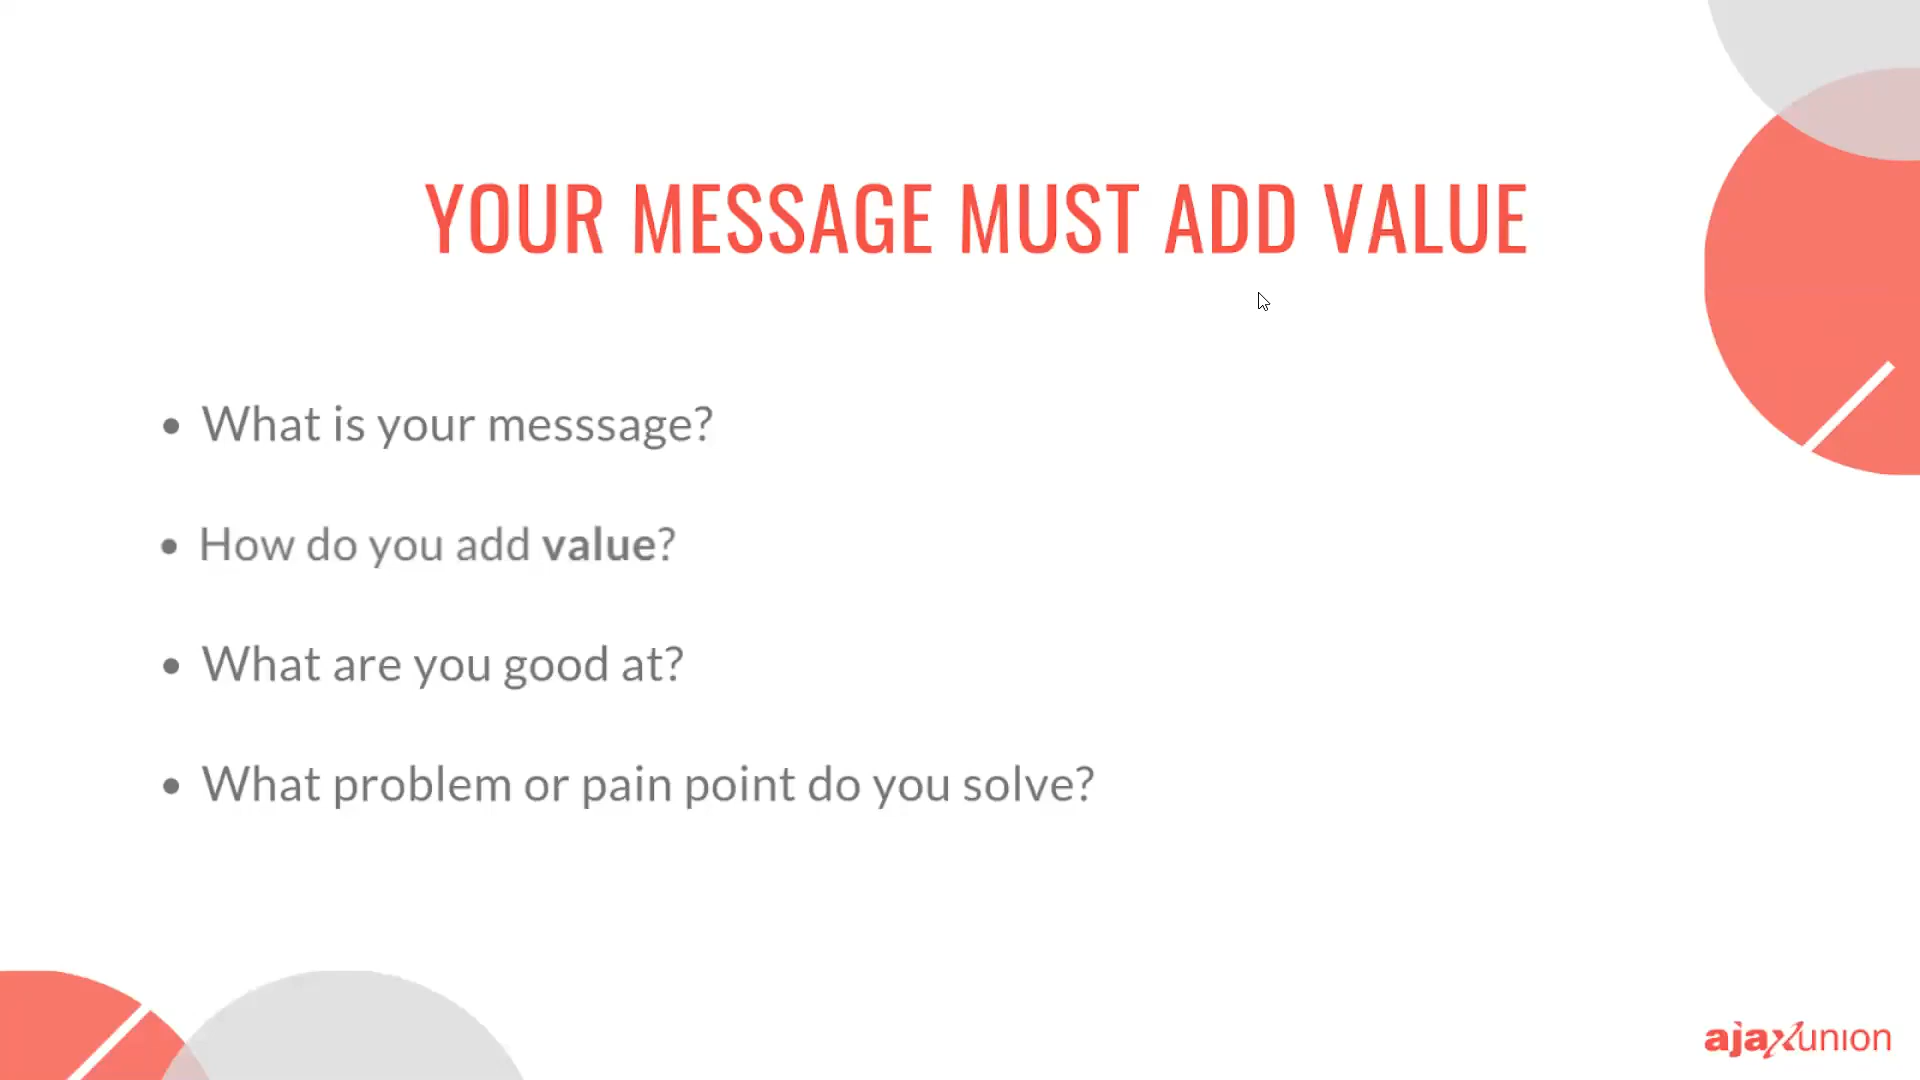 YOUR MESSAGE MUST ADD VALUE
• What is your messsage?
• How do you add value?
• What are you good at?
• What problem or pain point do you solve?
ajaxunion